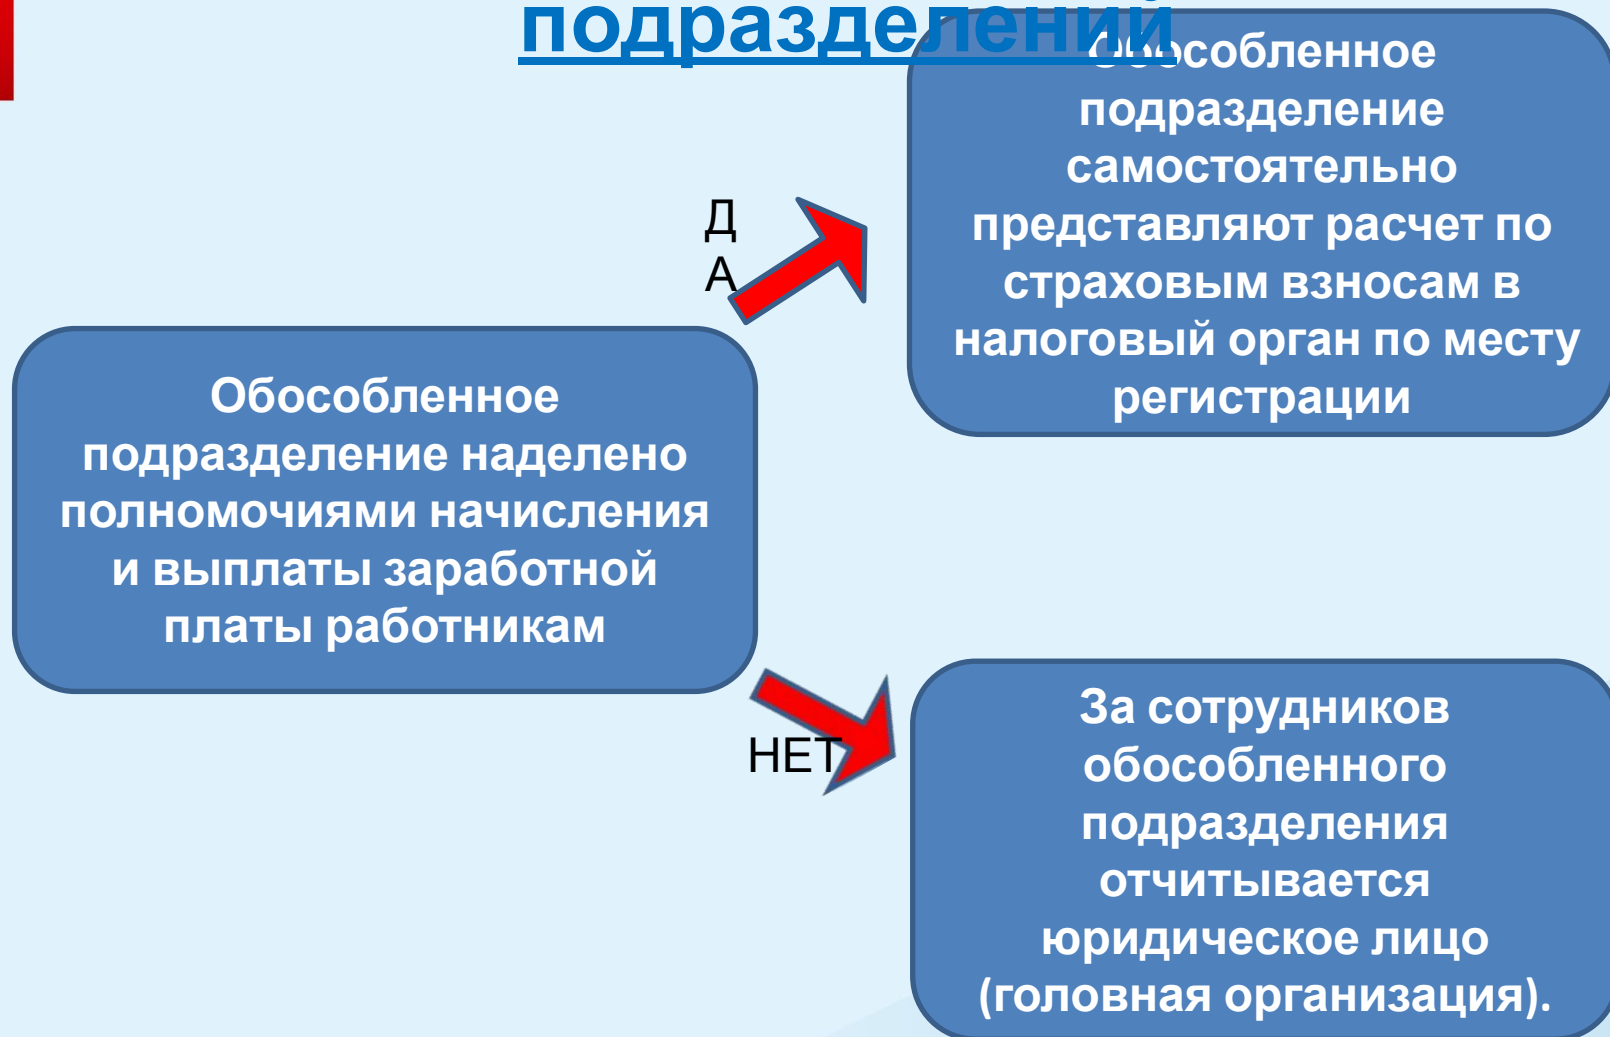 подразделений
Обособленное
подразделение
самостоятельно
представляют расчет по
страховым взносам в
налоговый орган по месту
регистрации
Д
А
Обособленное
подразделение наделено
полномочиями начисления
и выплаты заработной
платы работникам
НЕТ
За сотрудников
обособленного
подразделения
отчитывается
юридическое лицо
(головная организация).